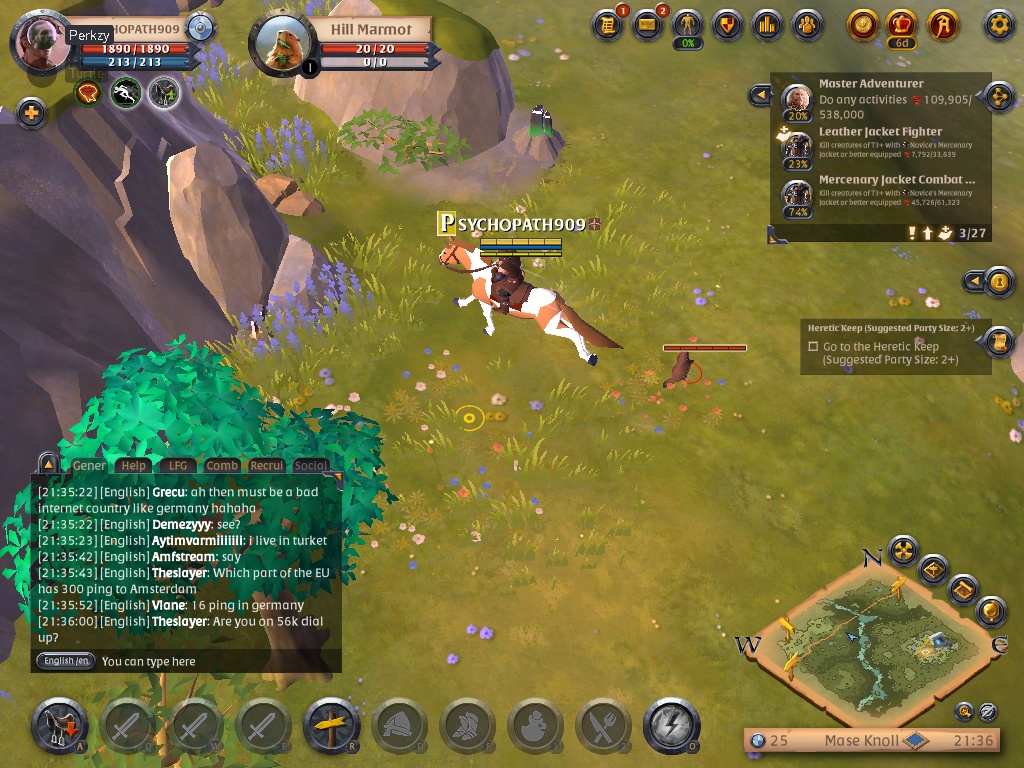 Perkzy
HOPATH909
1890 / 1890
213 / 213
Hill Marmot
20 / 20
0 / 0
I
1
2
0%
6d
Master Adventurer
Do any activities 109,905/
538,000
20%
Leather Jacket Fighter
Kill creatures of T3+ with Novice's Mercenary
Jacket or better equipped 7,792/33,639
23%
Mercenary Jacket Combat ...
Kill creatures of T3+ with Novice's Mercenary
Jacket or better equipped 45,726/61,323
74%
3/27
PSYCHOPATH909
Heretic Keep (Suggested Party Size: 2+)
Go to the Heretic Keep
(Suggested Party Size: 2+)
Gener Help LFG Comb Recrui Social
[21:35:22] [English] Grecu: ah then must be a bad
internet country like germany hahaha
[21:35:22] [English] Demezyyy: see?
[21:35:23] [English] Aytimvarmiiiiiii: i live in turket
[21:35:42] [English] Amfstream: say
[21:35:43] [English] Theslayer: Which part of the EU
has 300 ping to Amsterdam
[21:35:52] [English] Vlane: 16 ping in germany
[21:36:00] [English] Theslayer: Are you on 56k dial
up?
English /en You can type here
A Q W E R D F O
N
W
E
25 Mase Knoll 21:36